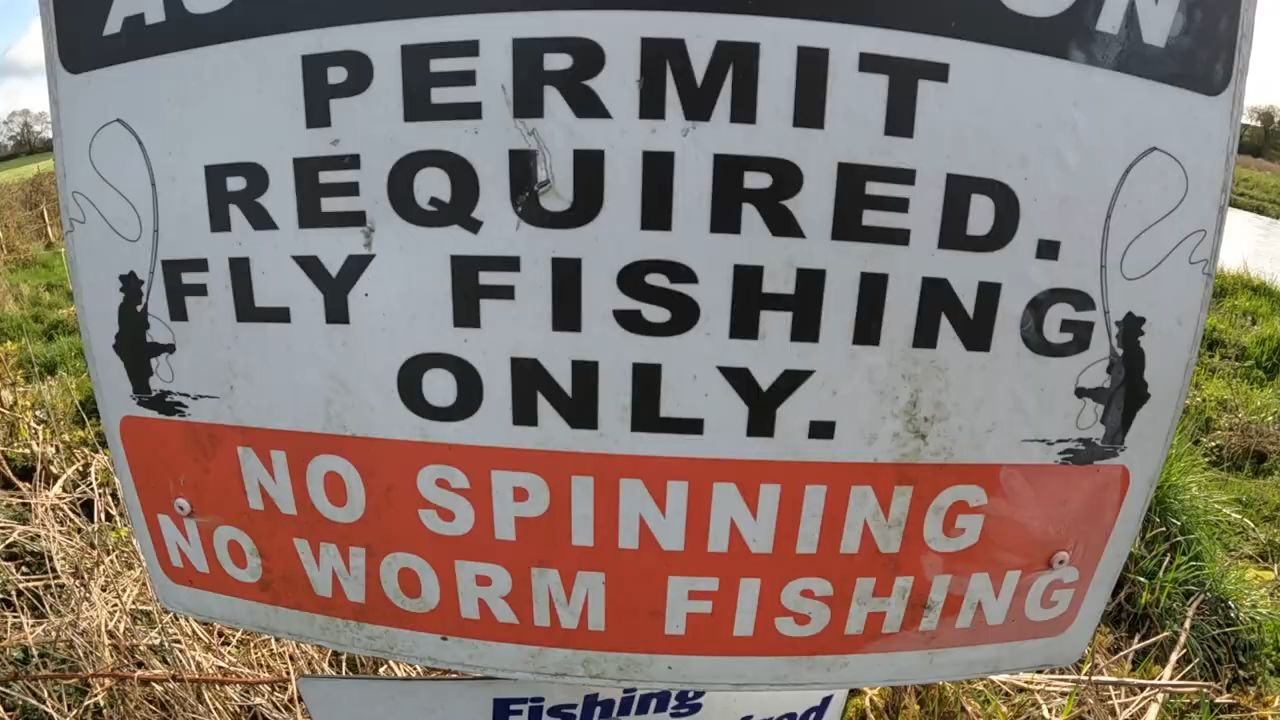 PERMIT
REQUIRED.
FLY FISHING
ONLY.
NO SPINNING
NO WORM FISHING
Fishing